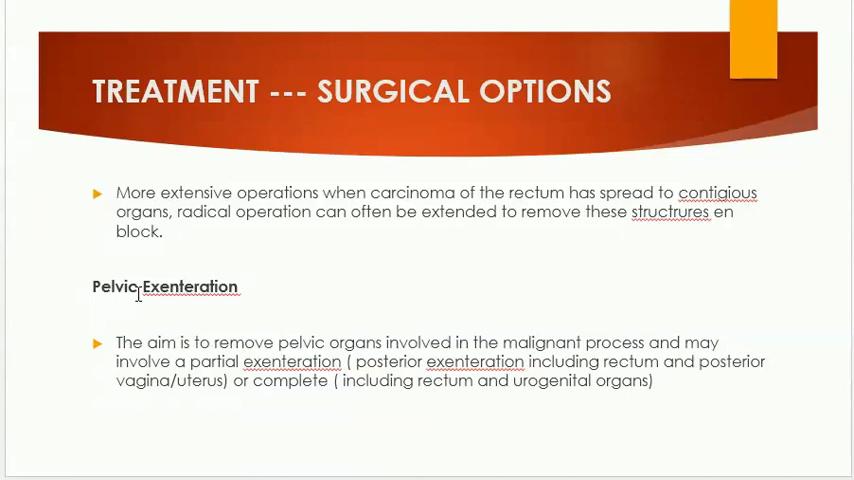 TREATMENT --- SURGICAL OPTIONS
More extensive operations when carcinoma of the rectum has spread to contigious
organs, radical operation can often be extended to remove these structrures en
block.
Pelvic Exenteration
The aim is to remove pelvic organs involved in the malignant process and may
involve a partial exenteration ( posterior exenteration including rectum and posterior
vagina/uterus) or complete ( including rectum and urogenital organs)